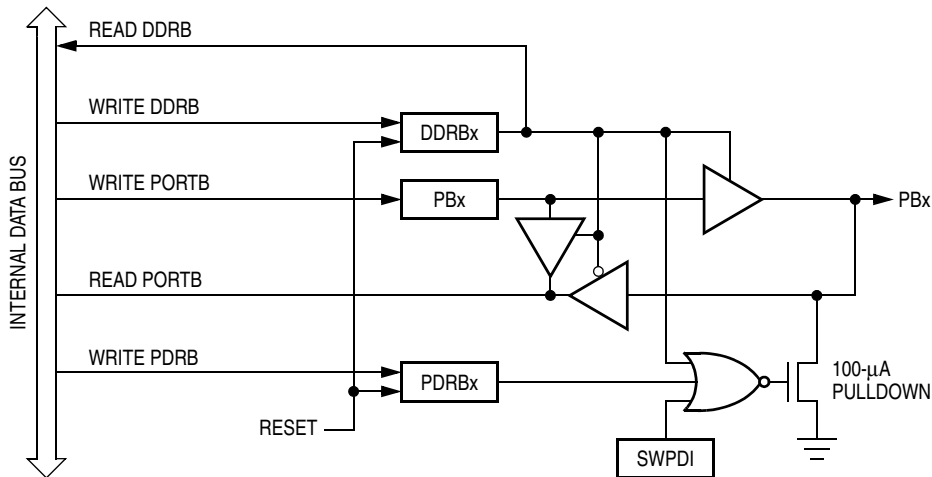 READ DDRB
WRITE DDRB
DDRBx
WRITE PORTB
PBx
PBx
READ PORTB
INTERNAL DATA BUS
WRITE PDRB
PDRBx
100-µA
PULLDOWN
RESET
SWPDI